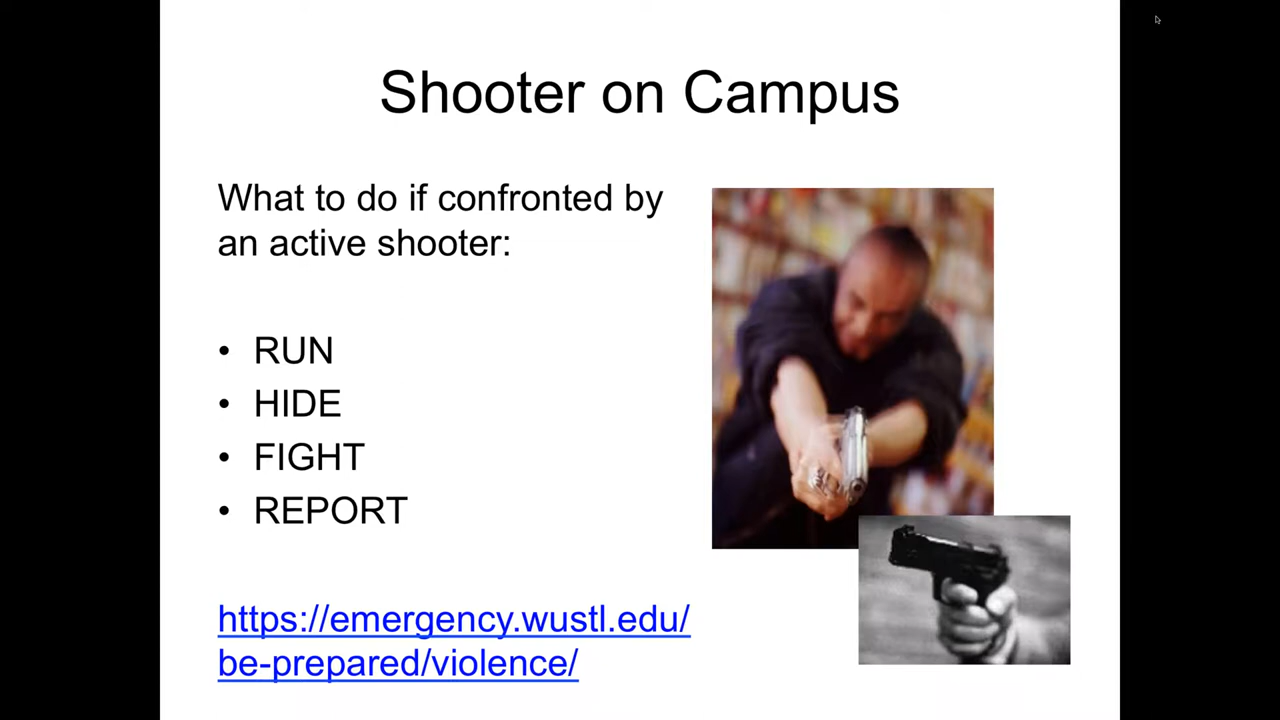 Shooter on Campus
What to do if confronted by
an active shooter:
• RUN
• HIDE
• FIGHT
• REPORT
https://emergency.wustl.edu/
be-prepared/violence/